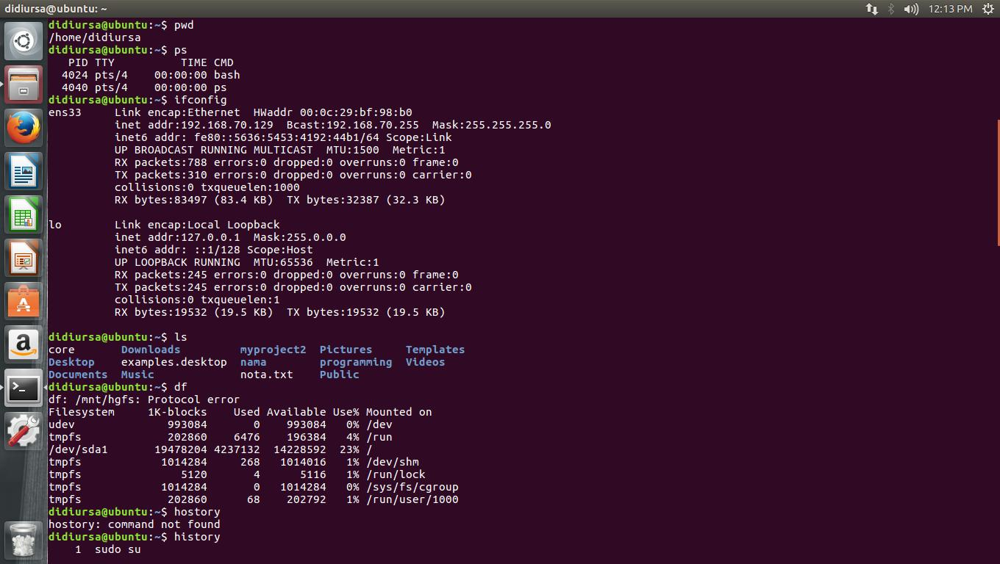 didiursa@ubuntu: ~
12:13 PM
didiursa@ubuntu:~$ pwd
/home/didiursa
didiursa@ubuntu:~$ ps
   PID TTY          TIME CMD
  4024 pts/4    00:00:00 bash
  4040 pts/4    00:00:00 ps
didiursa@ubuntu:~$ ifconfig
ens33     Link encap:Ethernet  HWaddr 00:0c:29:bf:98:b0
          inet addr:192.168.70.129  Bcast:192.168.70.255  Mask:255.255.255.0
          inet6 addr: fe80::5636:5453:4192:44b1/64 Scope:Link
          UP BROADCAST RUNNING MULTICAST  MTU:1500  Metric:1
          RX packets:788 errors:0 dropped:0 overruns:0 frame:0
          TX packets:310 errors:0 dropped:0 overruns:0 carrier:0
          collisions:0 txqueuelen:1000
          RX bytes:83497 (83.4 KB)  TX bytes:32387 (32.3 KB)

lo        Link encap:Local Loopback
          inet addr:127.0.0.1  Mask:255.0.0.0
          inet6 addr: ::1/128 Scope:Host
          UP LOOPBACK RUNNING  MTU:65536  Metric:1
          RX packets:245 errors:0 dropped:0 overruns:0 frame:0
          TX packets:245 errors:0 dropped:0 overruns:0 carrier:0
          collisions:0 txqueuelen:1
          RX bytes:19532 (19.5 KB)  TX bytes:19532 (19.5 KB)

didiursa@ubuntu:~$ ls
core       Downloads         myproject2  Pictures     Templates
Desktop    examples.desktop  nama        programming  Videos
Documents  Music             nota.txt    Public
didiursa@ubuntu:~$ df
df: /mnt/hgfs: Protocol error
Filesystem     1K-blocks    Used Available Use% Mounted on
udev              993084       0    993084   0% /dev
tmpfs             202860    6476    196384   4% /run
/dev/sda1       19478204 4237132  14228592  23% /
tmpfs            1014284     268   1014016   1% /dev/shm
tmpfs               5120       4      5116   1% /run/lock
tmpfs            1014284       0   1014284   0% /sys/fs/cgroup
tmpfs             202860      68    202792   1% /run/user/1000
didiursa@ubuntu:~$ hostory
hostory: command not found
didiursa@ubuntu:~$ history
    1  sudo su